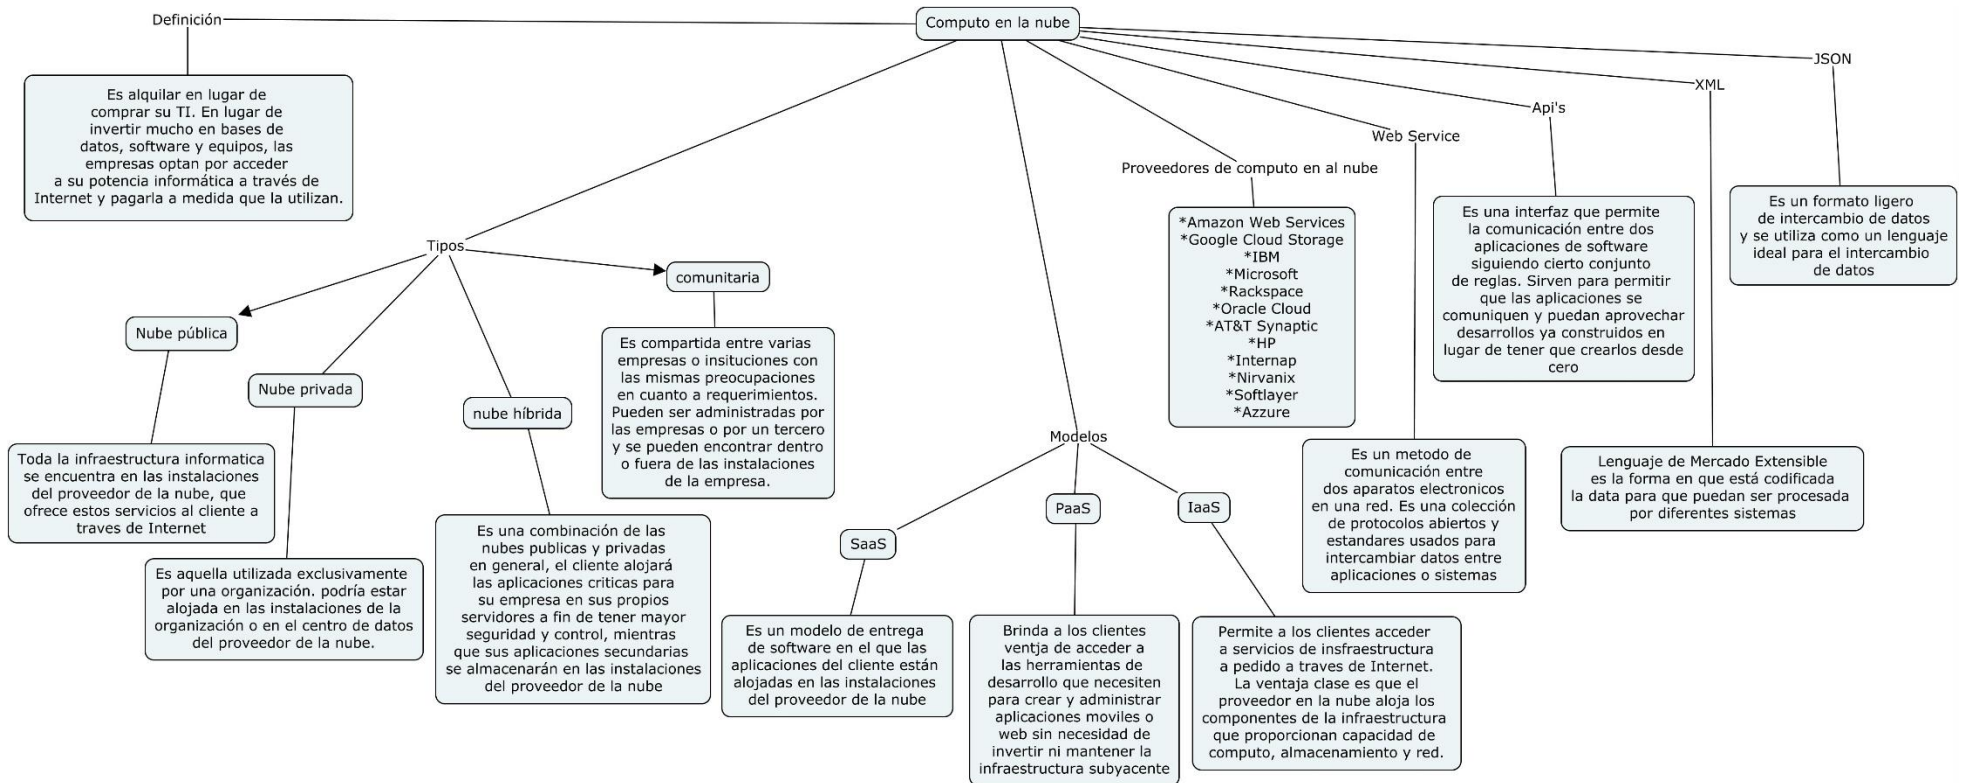 Computo en la nube
Definición
Es alquilar en lugar de
comprar su TI. En lugar de
invertir mucho en bases de
datos, software y equipos, las
empresas optan por acceder
a su potencia informática a través de
Internet y pagarla a medida que la utilizan.
Tipos
Nube pública
Toda la infraestructura informatica
se encuentra en las instalaciones
del proveedor de la nube, que
ofrece estos servicios al cliente a
traves de Internet
Nube privada
Es aquella utilizada exclusivamente
por una organización. podría estar
alojada en las instalaciones de la
organización o en el centro de datos
del proveedor de la nube.
nube híbrida
Es una combinación de las
nubes publicas y privadas
en general, el cliente alojará
las aplicaciones criticas para
su empresa en sus propios
servidores a fin de tener mayor
seguridad y control, mientras
que sus aplicaciones secundarias
se almacenarán en las instalaciones
del proveedor de la nube
comunitaria
Es compartida entre varias
empresas o insituciones con
las mismas preocupaciones
en cuanto a requerimientos.
Pueden ser administradas por
las empresas o por un tercero
y se pueden encontrar dentro
o fuera de las instalaciones
de la empresa.
Modelos
SaaS
Es un modelo de entrega
de software en el que las
aplicaciones del cliente están
alojadas en las instalaciones
del proveedor de la nube
PaaS
Brinda a los clientes
ventja de acceder a
las herramientas de
desarrollo que necesiten
para crear y administrar
aplicaciones moviles o
web sin necesidad de
invertir ni mantener la
infraestructura subyacente
IaaS
Permite a los clientes acceder
a servicios de insfraestructura
a pedido a traves de Internet.
La ventaja clase es que el
proveedor en la nube aloja los
componentes de la infraestructura
que proporcionan capacidad de
computo, almacenamiento y red.
Proveedores de computo en al nube
*Amazon Web Services
*Google Cloud Storage
*IBM
*Microsoft
*Rackspace
*Oracle Cloud
*AT&T Synaptic
*HP
*Internap
*Nirvanix
*Softlayer
*Azzure
Web Service
Es un metodo de
comunicación entre
dos aparatos electronicos
en una red. Es una colección
de protocolos abiertos y
estandares usados para
intercambiar datos entre
aplicaciones o sistemas
Api's
Es una interfaz que permite
la comunicación entre dos
aplicaciones de software
siguiendo cierto conjunto
de reglas. Sirven para permitir
que las aplicaciones se
comuniquen y puedan aprovechar
desarrollos ya construidos en
lugar de tener que crearlos desde
cero
XML
Lenguaje de Mercado Extensible
es la forma en que está codificada
la data para que puedan ser procesada
por diferentes sistemas
JSON
Es un formato ligero
de intercambio de datos
y se utiliza como un lenguaje
ideal para el intercambio
de datos